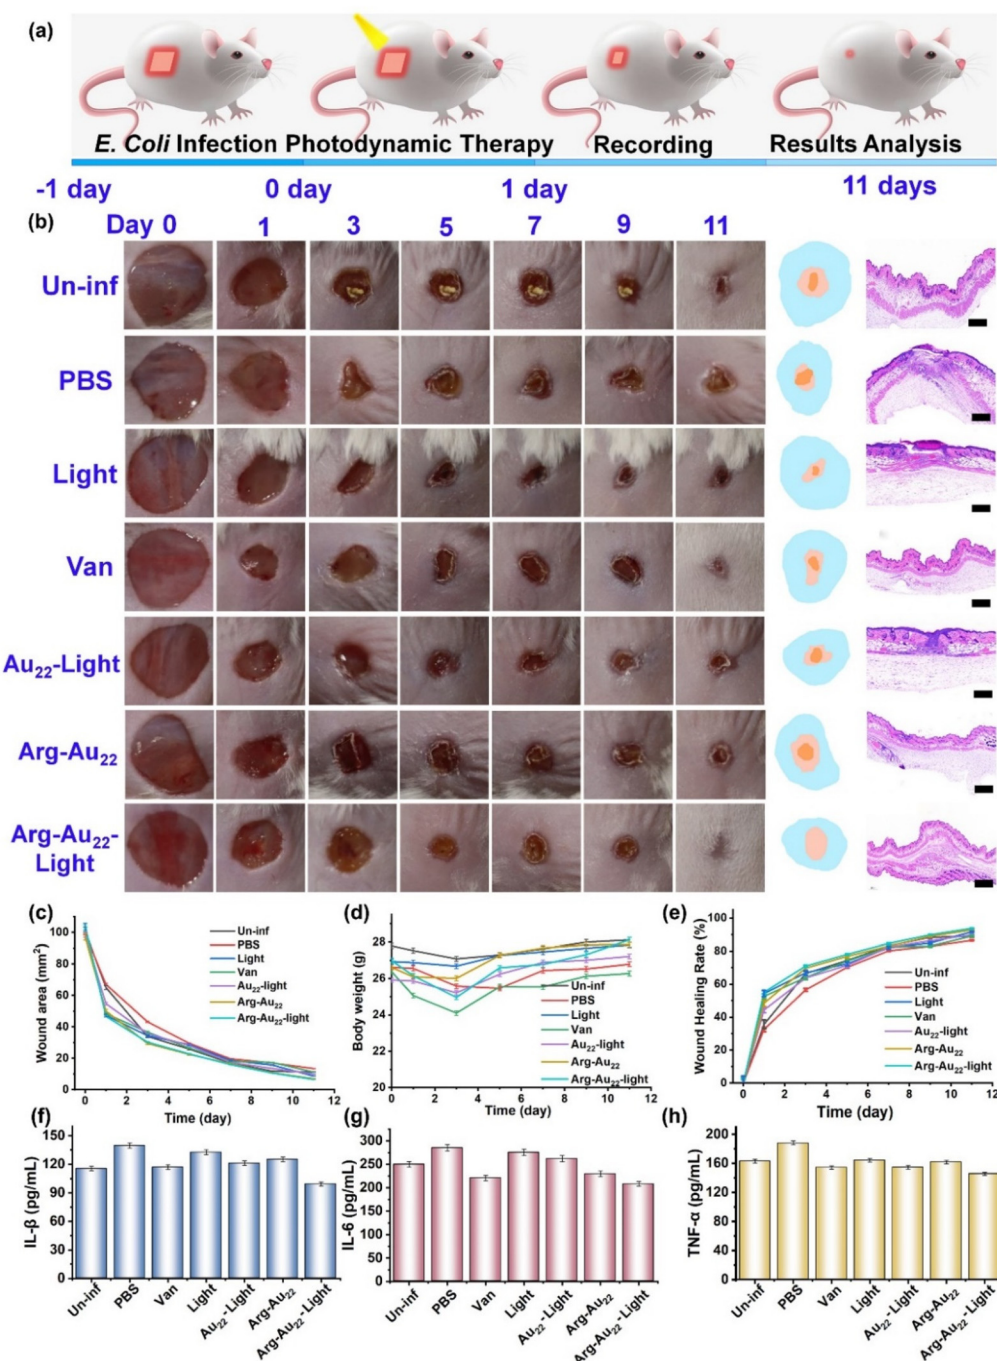 (a)
E. Coli Infection Photodynamic Therapy Recording Results Analysis
-1 day 0 day 1 day 11 days
(b) Day 0 1 3 5 7 9 11
Un-inf
PBS
Light
Van
Au22-Light
Arg-Au22
Arg-Au22-
Light
(c)
Wound area (mm2)
100
80
60
40
20
0
Un-inf
PBS
Light
Van
Au22-light
Arg-Au22
Arg-Au22-light
0 2 4 6 8 10 12
Time (day)
(d)
Body weight (g)
28
26
24
22
20
Un-inf
PBS
Light
Van
Au22-light
Arg-Au22
Arg-Au22-light
0 2 4 6 8 10 12
Time (day)
(e)
Wound Healing Rate (%)
100
90
80
70
60
50
40
30
20
10
0
Un-inf
PBS
Light
Van
Au22-light
Arg-Au22
Arg-Au22-light
0 2 4 6 8 10 12
Time (day)
(f)
IL-β (pg/mL)
150
120
90
60
30
0
Un-inf PBS Van Light Au22-Light Arg-Au22 Arg-Au22-Light
(g)
IL-6 (pg/mL)
300
250
200
150
100
50
0
Un-inf PBS Van Light Au22-Light Arg-Au22 Arg-Au22-Light
(h)
TNF-α (pg/mL)
200
160
120
80
40
0
Un-inf PBS Van Light Au22-Light Arg-Au22 Arg-Au22-Light